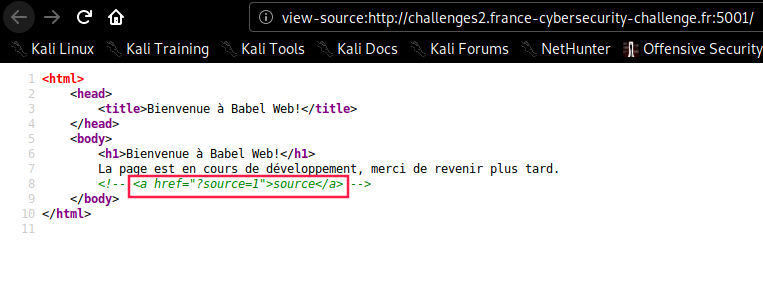 view-source:http://challenges2.france-cybersecurity-challenge.fr:5001/
Kali Linux Kali Training Kali Tools Kali Docs Kali Forums NetHunter Offensive Security
1 <html>
2 <head>
3 <title>Bienvenue à Babel Web!</title>
4 </head>
5 <body>
6 <h1>Bienvenue à Babel Web!</h1>
7 La page est en cours de développement, merci de revenir plus tard.
8 <!-- <a href="?source=1">source</a> -->
9 </body>
10 </html>
11